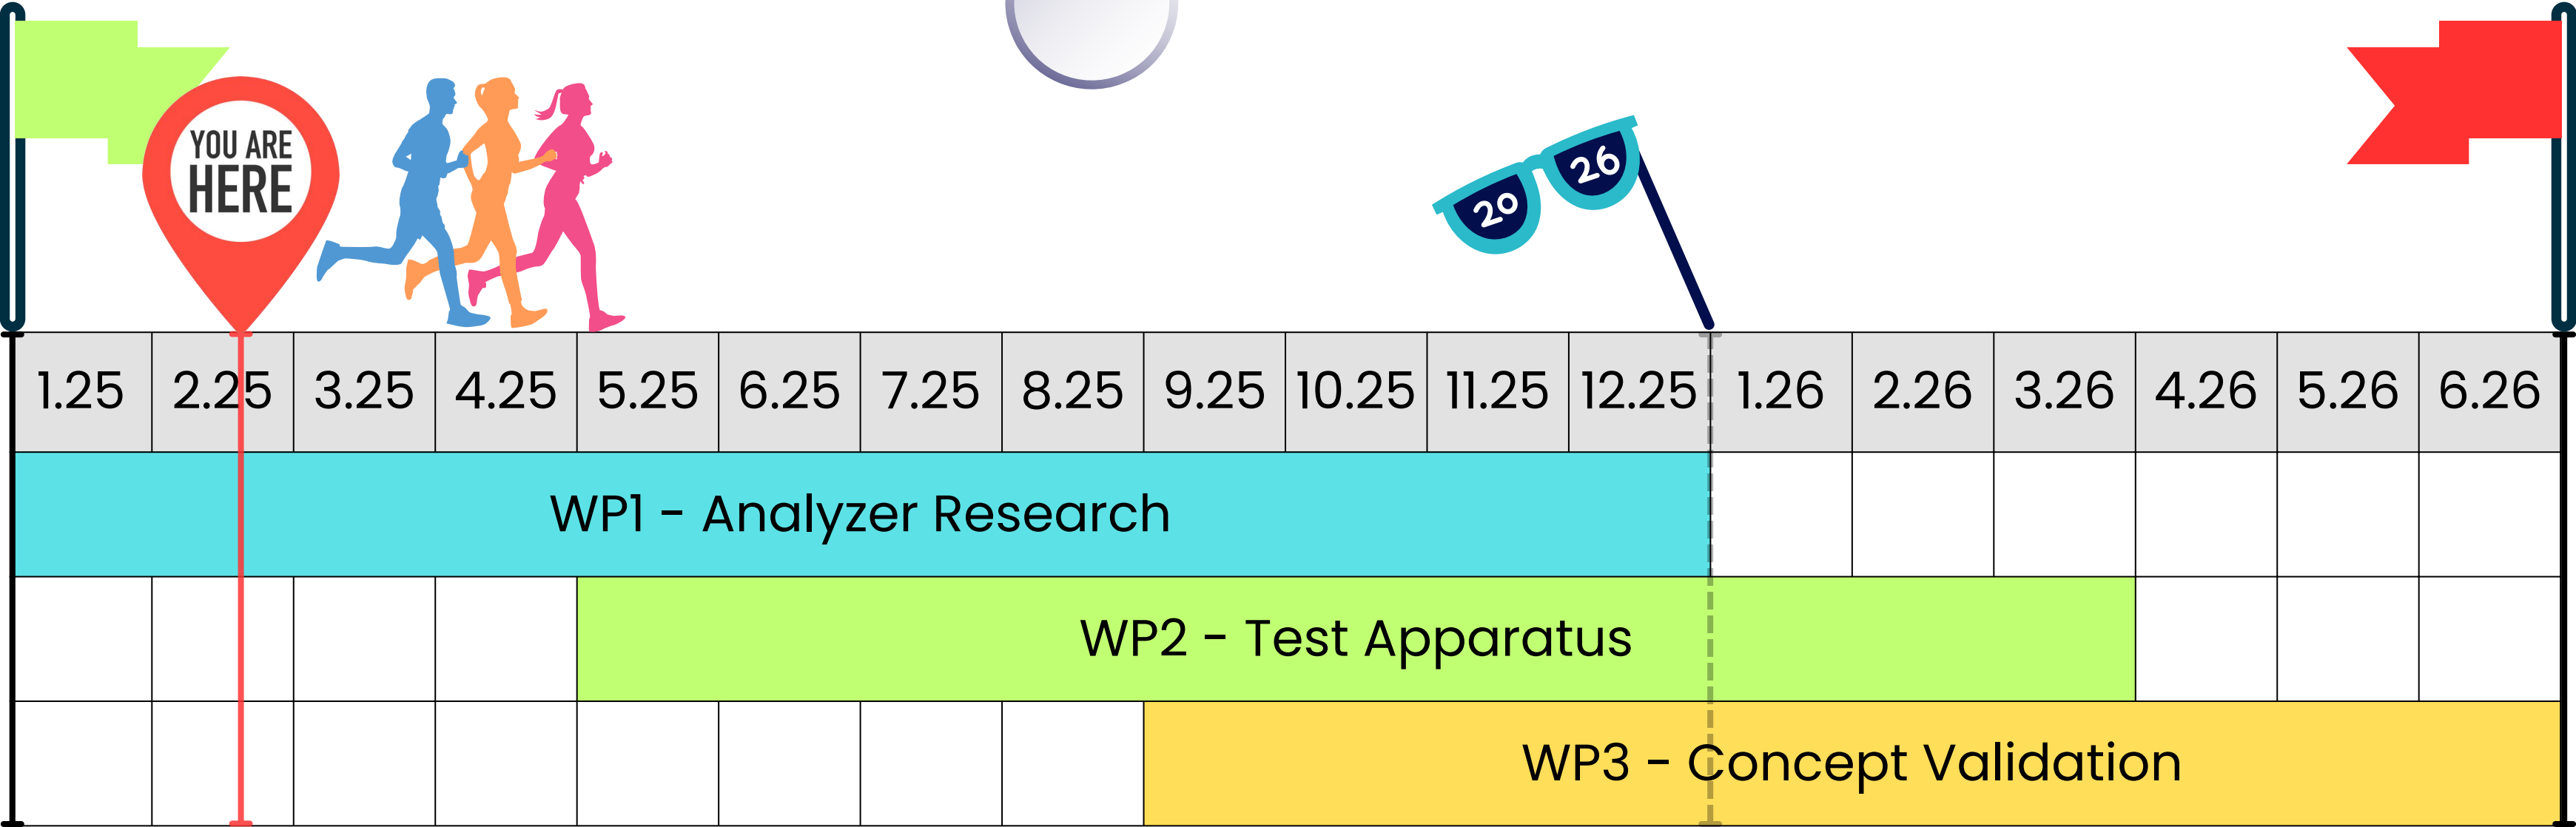 YOU ARE
HERE
20 26
1.25 2.25 3.25 4.25 5.25 6.25 7.25 8.25 9.25 10.25 11.25 12.25 1.26 2.26 3.26 4.26 5.26 6.26
WP1 - Analyzer Research
WP2 - Test Apparatus
WP3 - Concept Validation